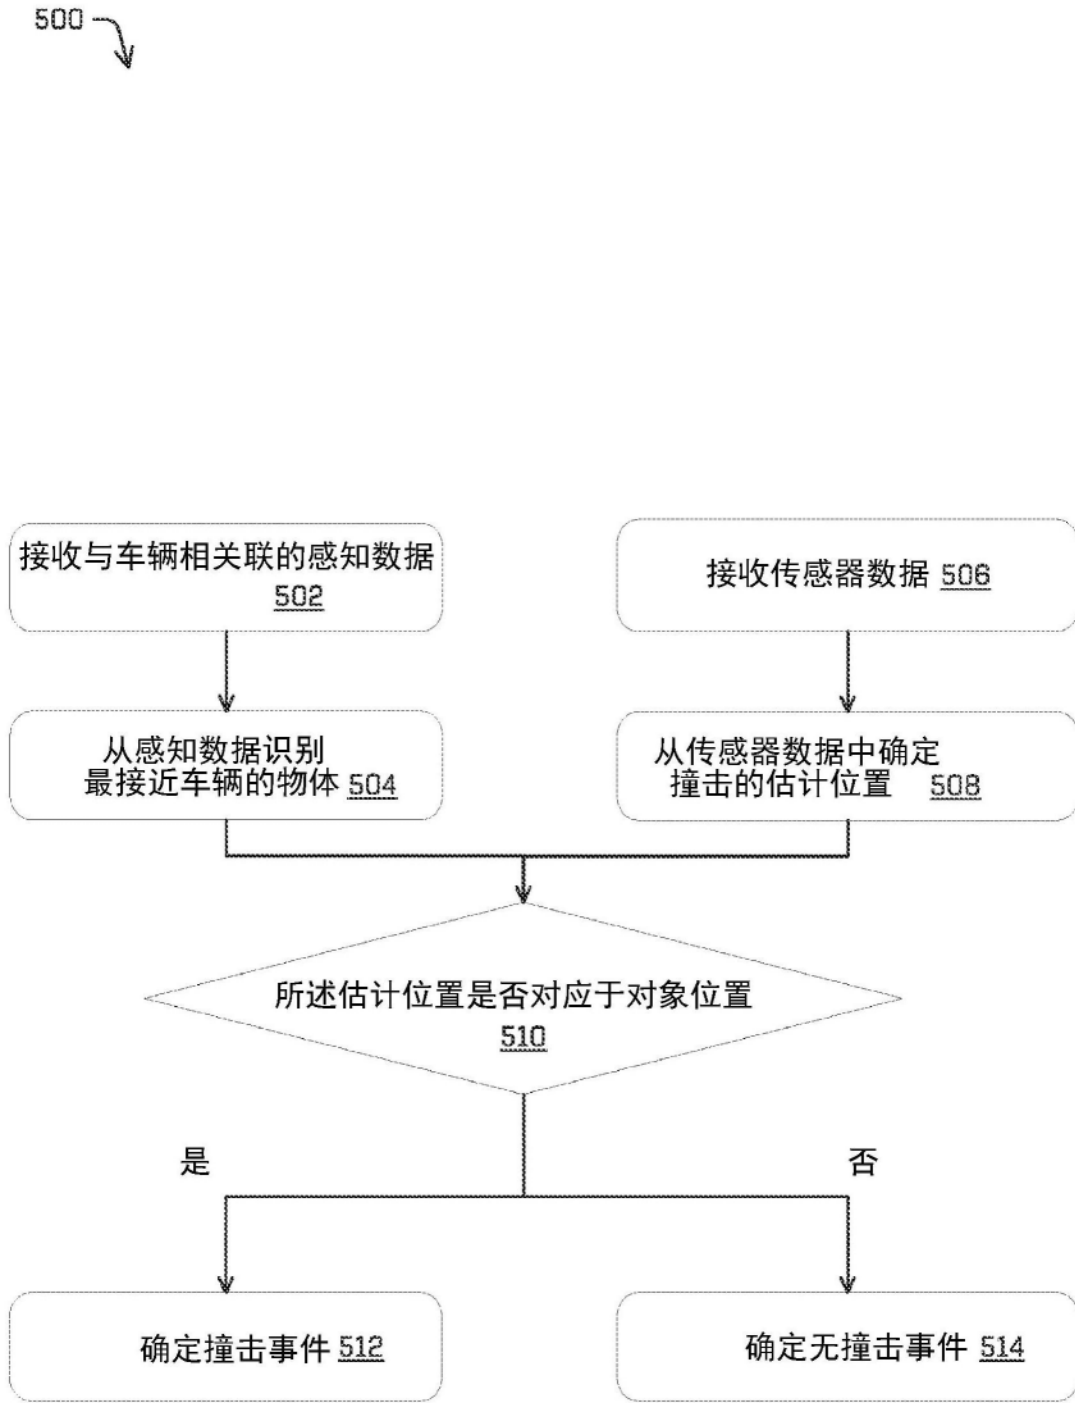 500
接收与车辆相关联的感知数据
502
接收传感器数据 506
从感知数据识别
最接近车辆的物体 504
从传感器数据中确定
撞击的估计位置 508
所述估计位置是否对应于对象位置
510
是
否
确定撞击事件 512
确定无撞击事件 514